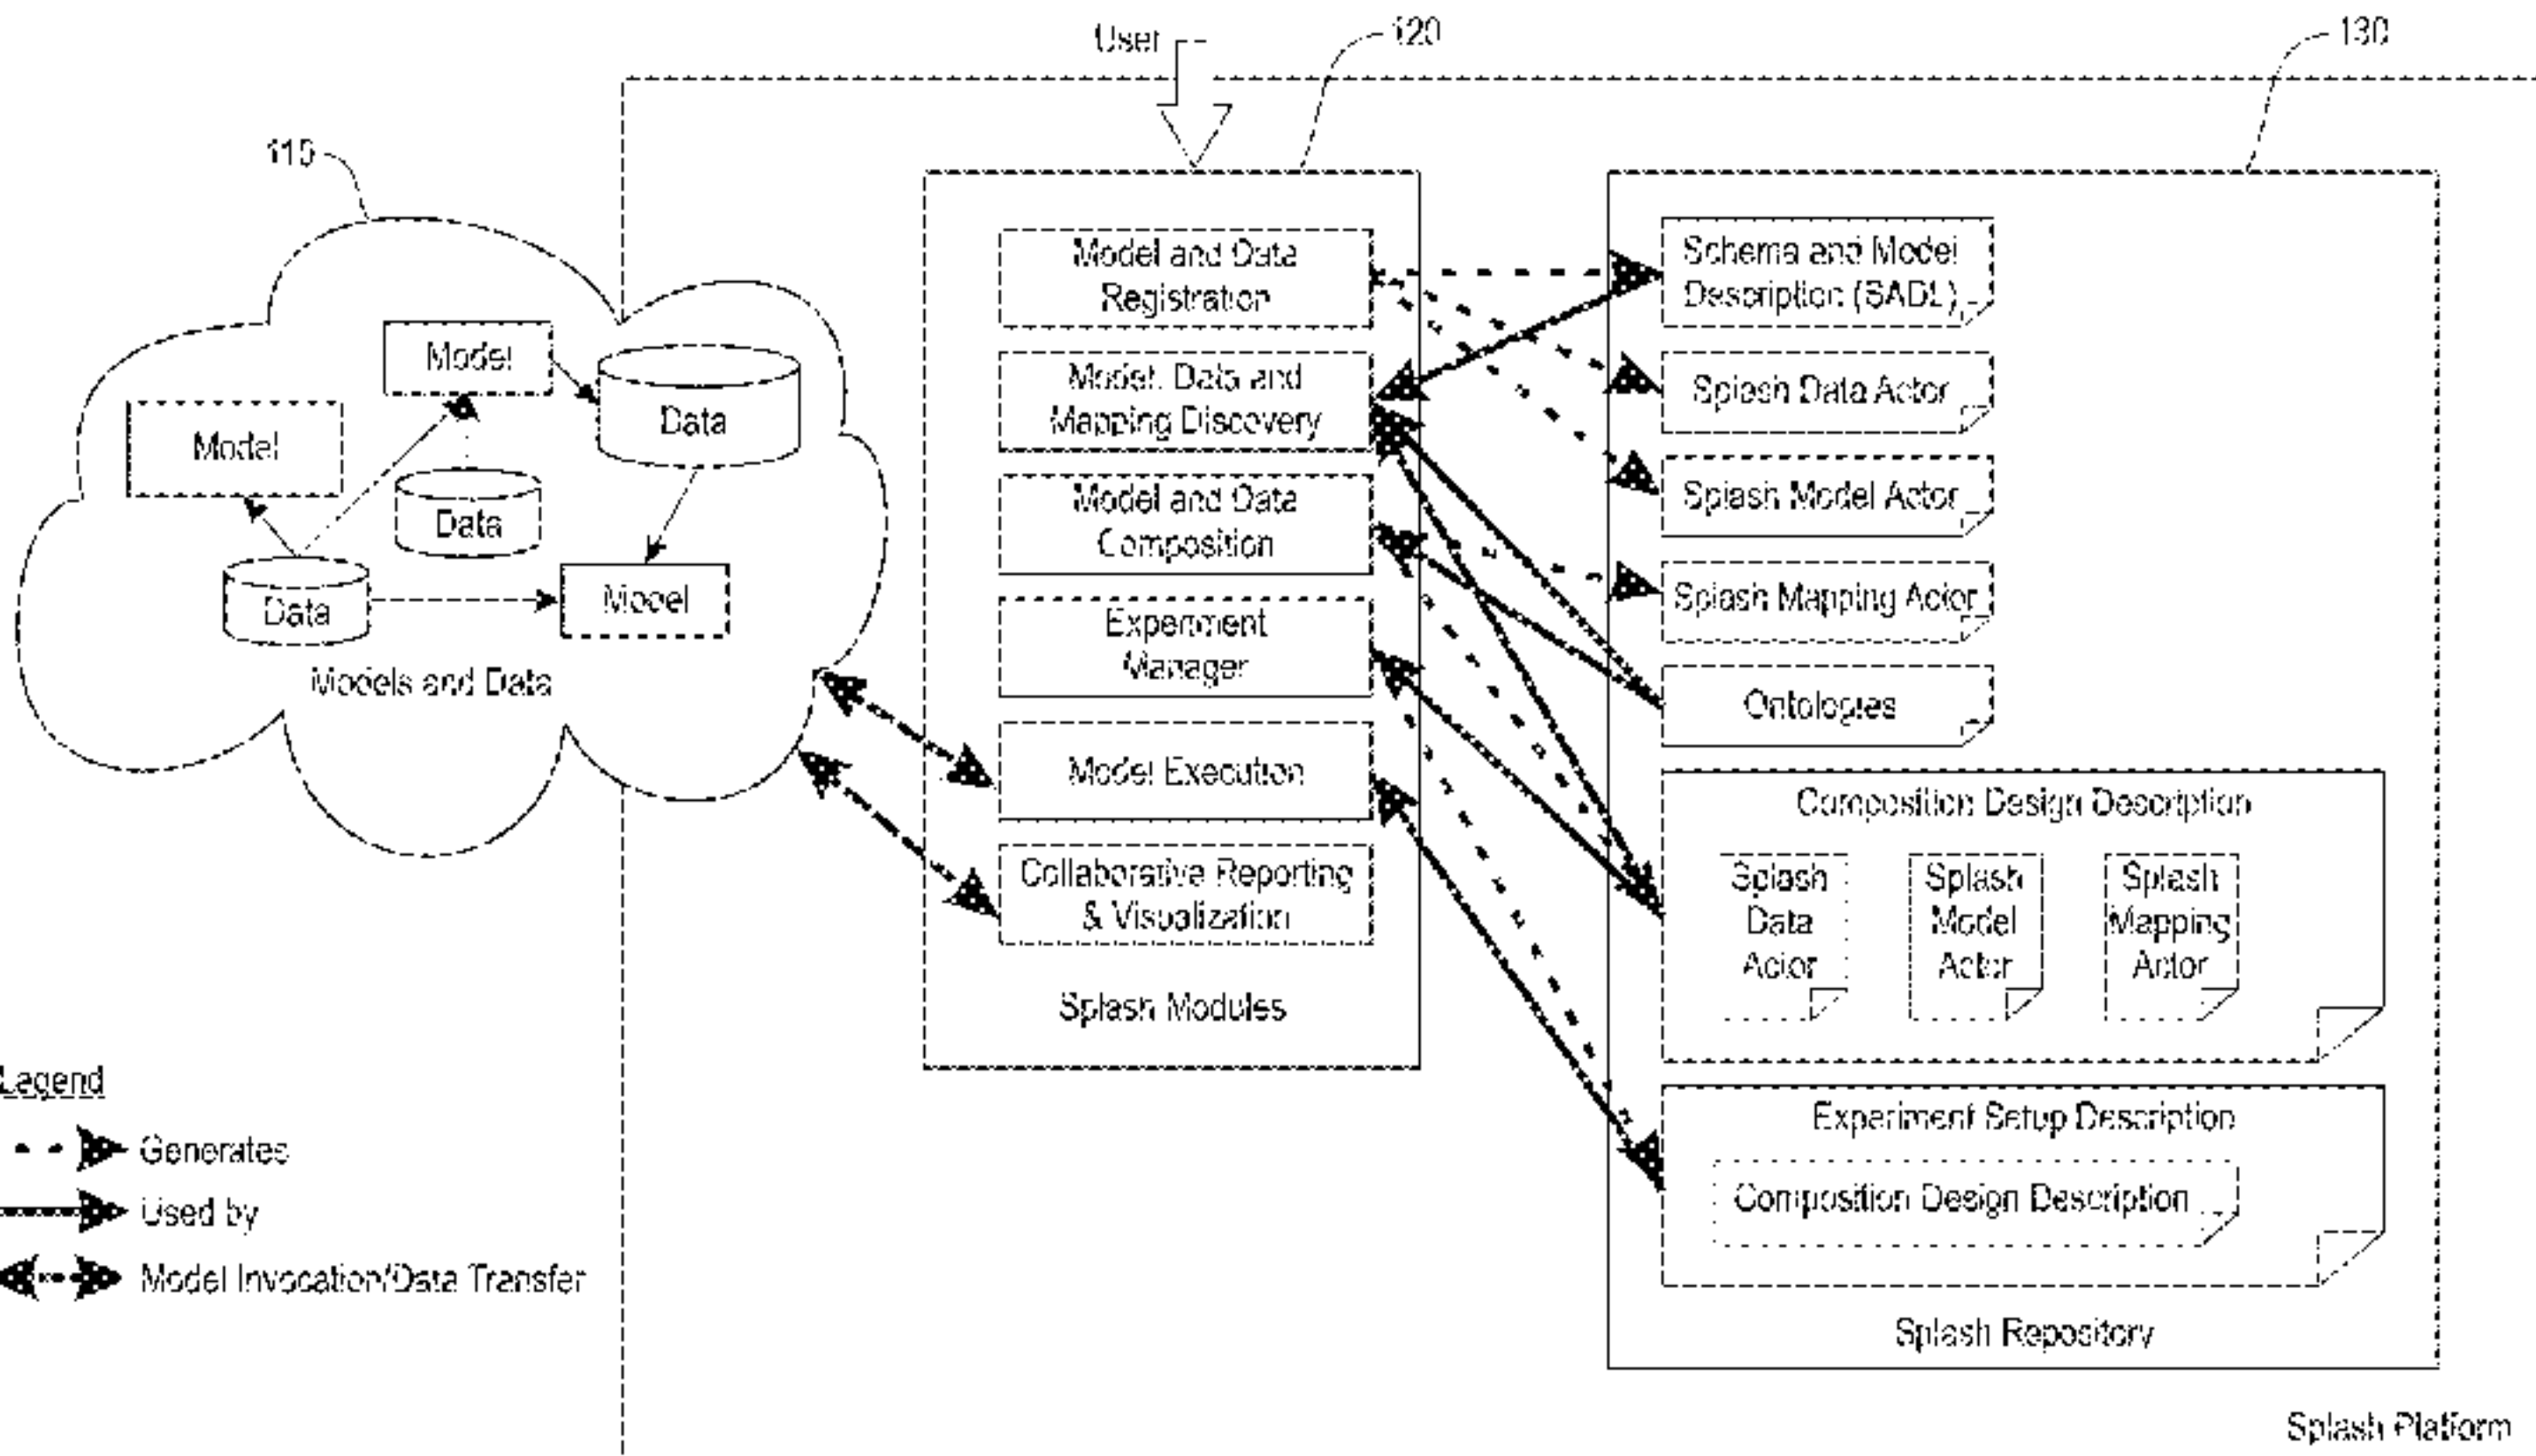 User
120
130
110
Model and Data
Registration
Model, Data and
Mapping Discovery
Model and Data
Composition
Experiment
Manager
Model Execution
Collaborative Reporting
& Visualization
Splash Modules
Schema and Model
Description (SADL)
Splash Data Actor
Splash Model Actor
Splash Mapping Actor
Ontologies
Composition Design Description
Splash
Data
Actor
Splash
Model
Actor
Splash
Mapping
Actor
Experiment Setup Description
Composition Design Description
Splash Repository
Splash Platform
Model
Model
Data
Data
Data
Model
Models and Data
Legend
Generates
Used by
Model Invocation/Data Transfer